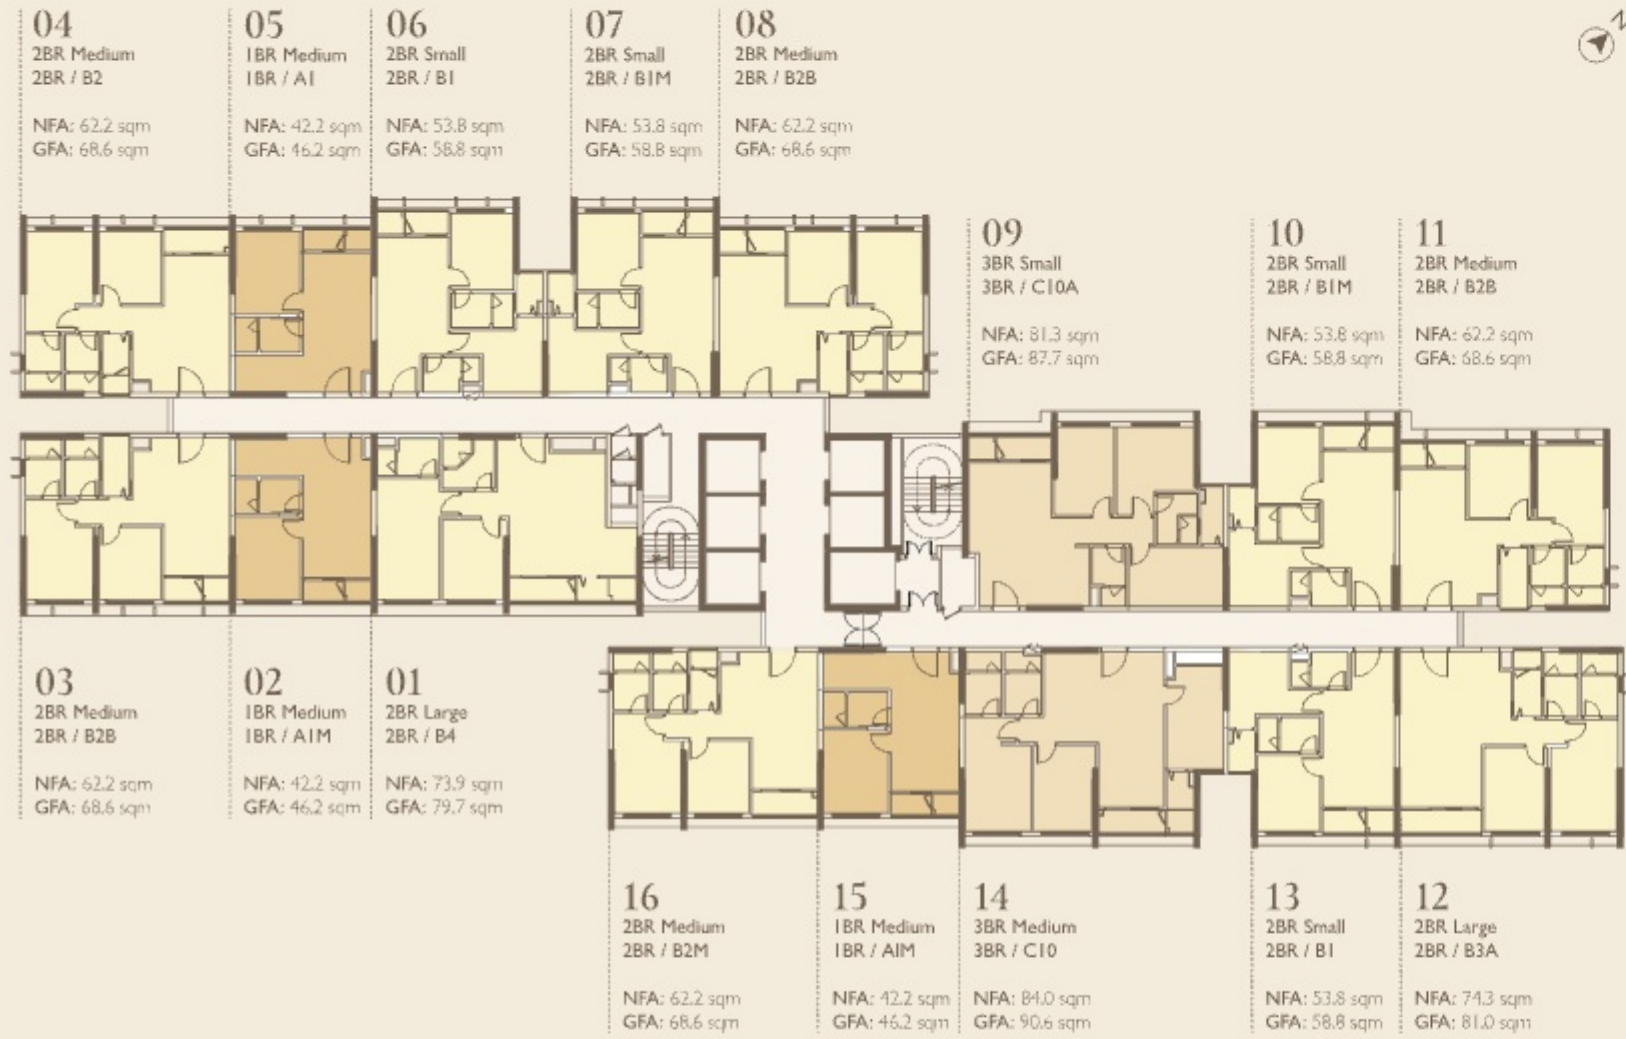 04
2BR Medium
2BR / B2
NFA: 62.2 sqm
GFA: 68.6 sqm
05
1BR Medium
1BR / A1
NFA: 42.2 sqm
GFA: 46.2 sqm
06
2BR Small
2BR / B1
NFA: 53.8 sqm
GFA: 58.8 sqm
07
2BR Small
2BR / B1M
NFA: 53.8 sqm
GFA: 58.8 sqm
08
2BR Medium
2BR / B2B
NFA: 62.2 sqm
GFA: 68.6 sqm
N
09
3BR Small
3BR / C10A
NFA: 81.3 sqm
GFA: 87.7 sqm
10
2BR Small
2BR / B1M
NFA: 53.8 sqm
GFA: 58.8 sqm
11
2BR Medium
2BR / B2B
NFA: 62.2 sqm
GFA: 68.6 sqm
03
2BR Medium
2BR / B2B
NFA: 62.2 sqm
GFA: 68.6 sqm
02
1BR Medium
1BR / A1M
NFA: 42.2 sqm
GFA: 46.2 sqm
01
2BR Large
2BR / B4
NFA: 73.9 sqm
GFA: 79.7 sqm
16
2BR Medium
2BR / B2M
NFA: 62.2 sqm
GFA: 68.6 sqm
15
1BR Medium
1BR / A1M
NFA: 42.2 sqm
GFA: 46.2 sqm
14
3BR Medium
3BR / C10
NFA: 84.0 sqm
GFA: 90.6 sqm
13
2BR Small
2BR / B1
NFA: 53.8 sqm
GFA: 58.8 sqm
12
2BR Large
2BR / B3A
NFA: 74.3 sqm
GFA: 81.0 sqm